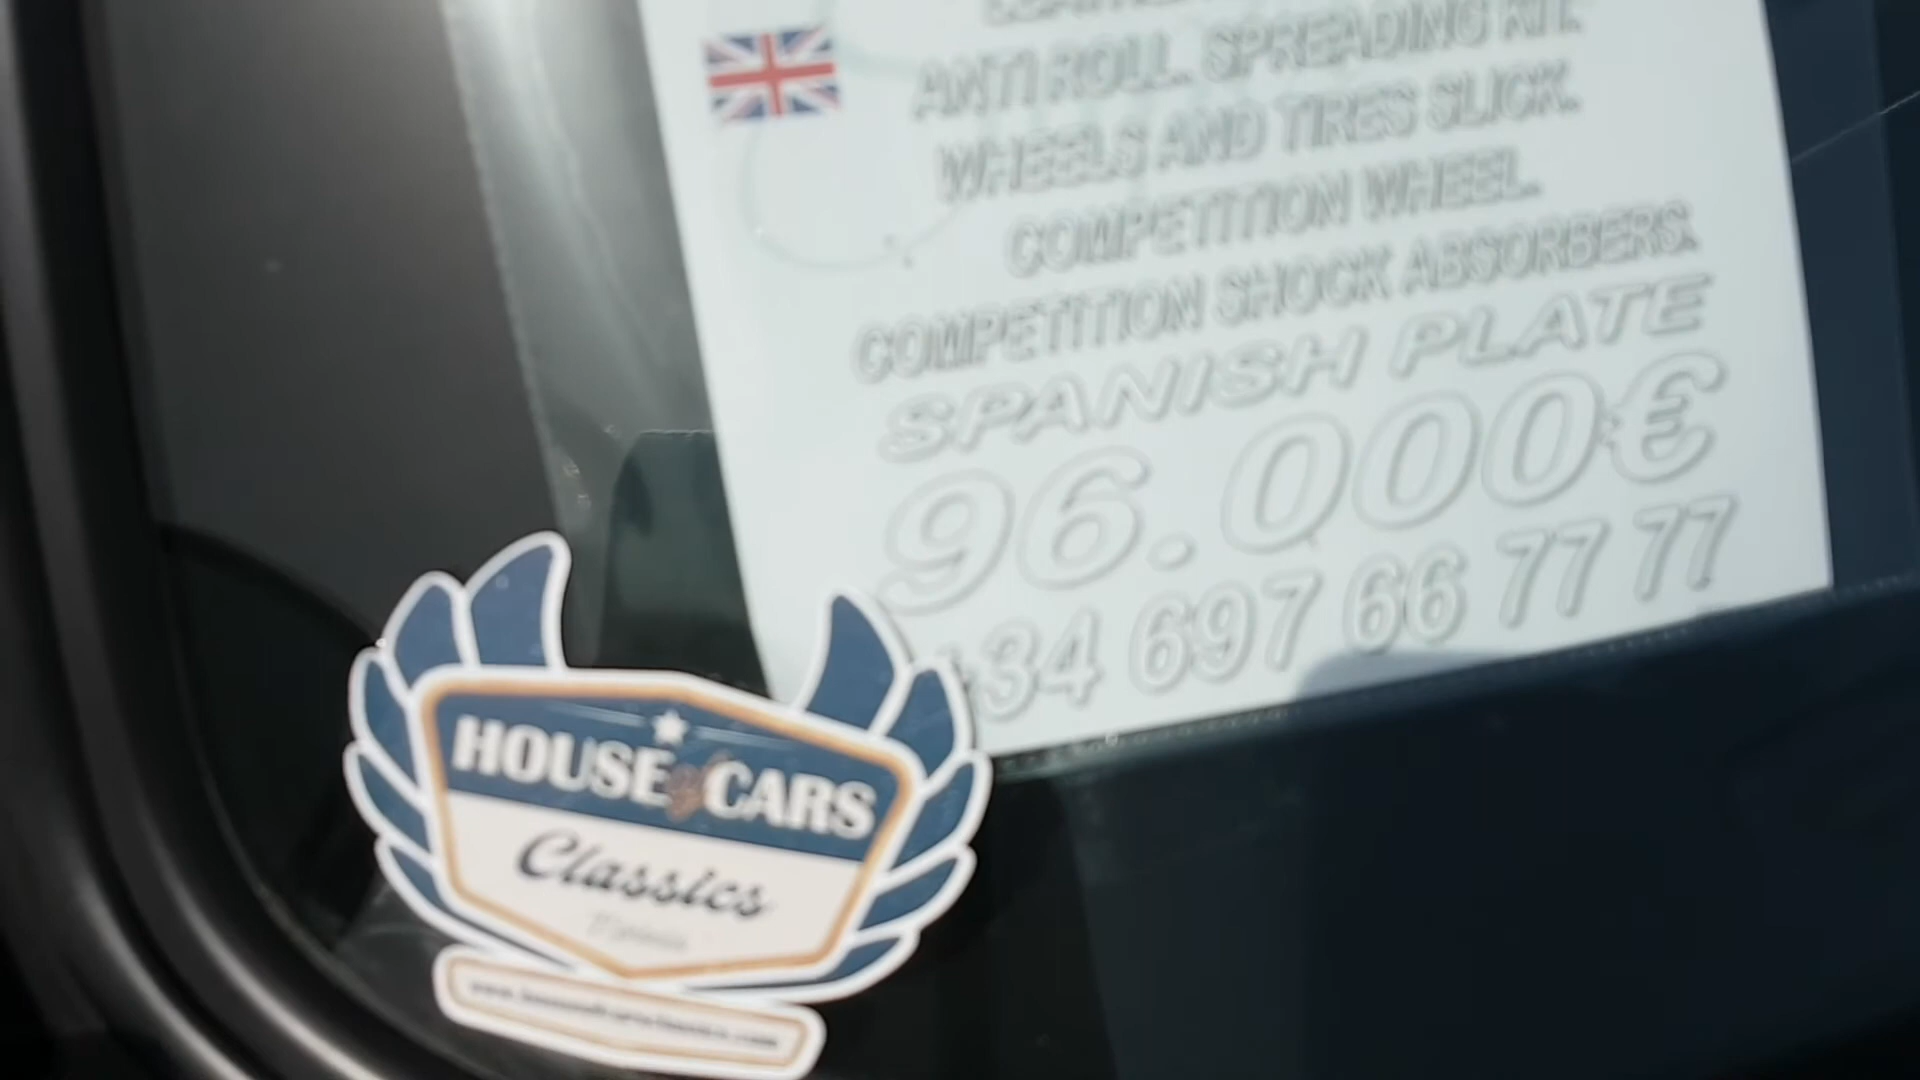 ANTI ROLL. SPREADING KIT.
WHEELS AND TIRES SLICK.
COMPETITION WHEEL.
COMPETITION SHOCK ABSORBERS.
SPANISH PLATE
96.000€
+34 697 66 77 77
HOUSE of CARS
Classics